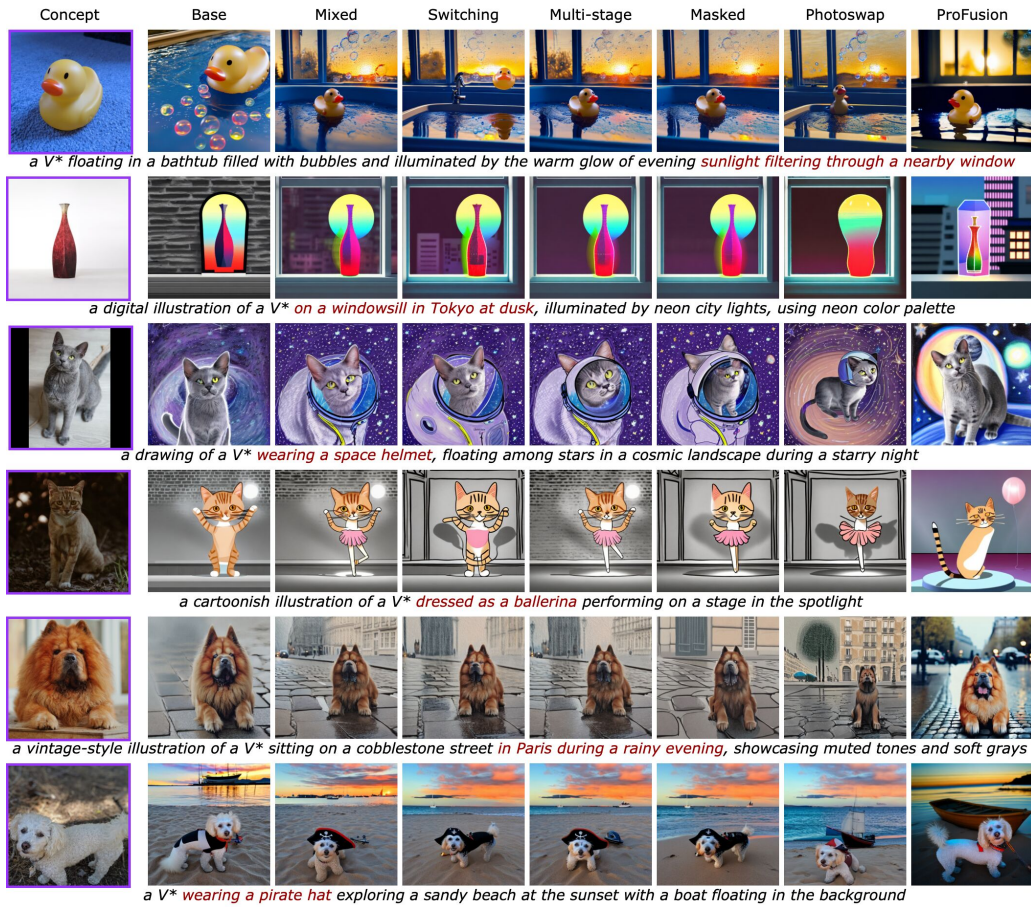 Concept Base Mixed Switching Multi-stage Masked Photoswap ProFusion
a V* floating in a bathtub filled with bubbles and illuminated by the warm glow of evening sunlight filtering through a nearby window
a digital illustration of a V* on a windowsill in Tokyo at dusk, illuminated by neon city lights, using neon color palette
a drawing of a V* wearing a space helmet, floating among stars in a cosmic landscape during a starry night
a cartoonish illustration of a V* dressed as a ballerina performing on a stage in the spotlight
a vintage-style illustration of a V* sitting on a cobblestone street in Paris during a rainy evening, showcasing muted tones and soft grays
a V* wearing a pirate hat exploring a sandy beach at the sunset with a boat floating in the background